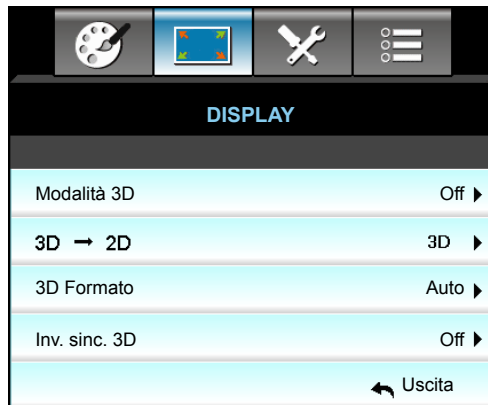 DISPLAY
Modalità 3D Off
3D → 2D 3D
3D Formato Auto
Inv. sinc. 3D Off
Uscita